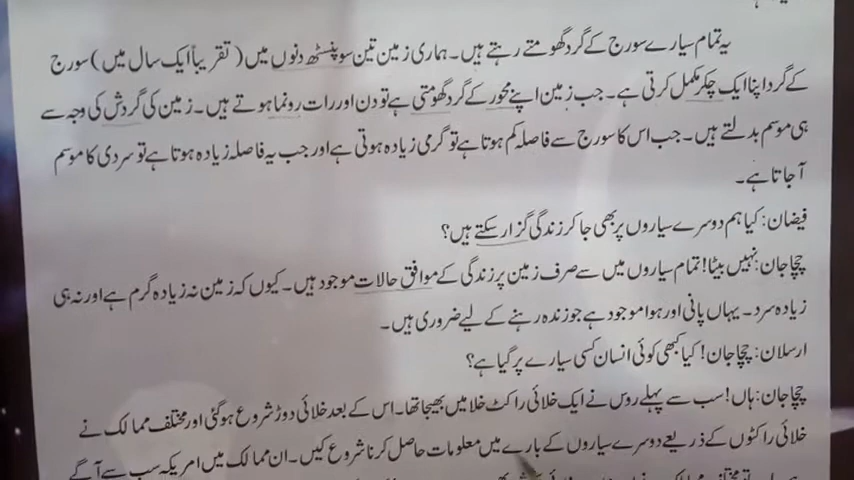 یہ تمام سیارے سورج کے گرد گھومتے رہتے ہیں۔ ہماری زمین تین سو پنسٹھ دنوں میں (تقریباً ایک سال میں) سورج
کے گرد اپنا ایک چکر مکمل کرتی ہے۔ جب زمین اپنے محور کے گرد گھومتی ہے تو دن اور رات رونما ہوتے ہیں۔ زمین کی گردش کی وجہ سے
ہی موسم بدلتے ہیں۔ جب اس کا سورج سے فاصلہ کم ہوتا ہے تو گرمی زیادہ ہوتی ہے اور جب یہ فاصلہ زیادہ ہوتا ہے تو سردی کا موسم
آ جاتا ہے۔
فیضان: کیا ہم دوسرے سیاروں پر بھی جا کر زندگی گزار سکتے ہیں؟
چچا جان: نہیں بیٹا! تمام سیاروں میں سے صرف زمین پر زندگی کے موافق حالات موجود ہیں۔ کیوں کہ زمین نہ زیادہ گرم ہے اور نہ ہی
زیادہ سرد۔ یہاں پانی اور ہوا موجود ہے جو زندہ رہنے کے لیے ضروری ہیں۔
ارسلان: چچا جان! کیا کبھی کوئی انسان کسی سیارے پر گیا ہے؟
چچا جان: ہاں! سب سے پہلے روس نے ایک خلائی راکٹ خلا میں بھیجا تھا۔ اس کے بعد خلائی دوڑ شروع ہو گئی اور مختلف ممالک نے
خلائی راکٹوں کے ذریعے دوسرے سیاروں کے بارے میں معلومات حاصل کرنا شروع کیں۔ ان ممالک میں امریکہ سب سے آگے